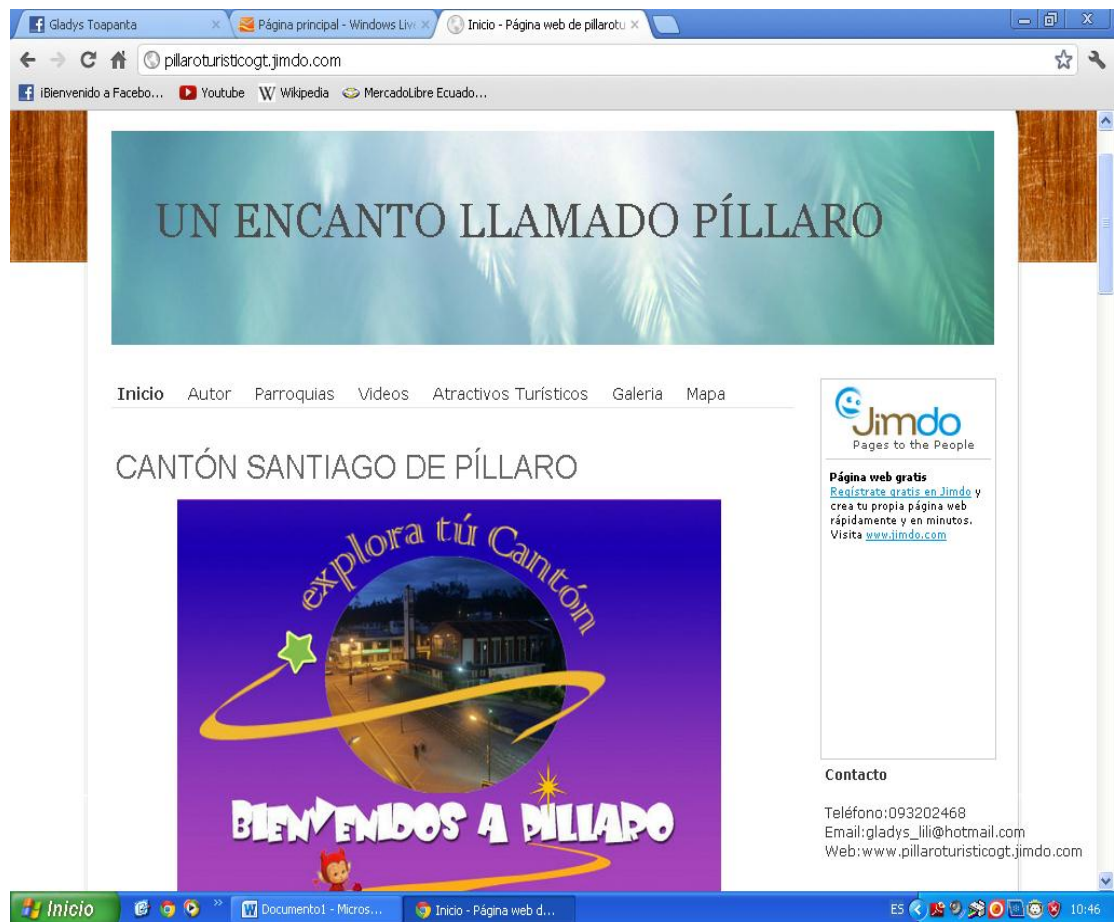 Gladys Toapanta
Página principal - Windows Live
Inicio - Página web de pillarotu
pillaroturisticogt.jimdo.com
iBienvenido a Facebo...
Youtube
Wikipedia
MercadoLibre Ecuado...
UN ENCANTO LLAMADO PÍLLARO
Inicio Autor Parroquias Videos Atractivos Turísticos Galeria Mapa
CANTÓN SANTIAGO DE PÍLLARO
explora tú Cantón
BIENVENIDOS A PILLARO
Jimdo
Pages to the People
Página web gratis
Regístrate gratis en Jimdo y
crea tu propia página web
rápidamente y en minutos.
Visita www.jimdo.com
Contacto
Teléfono:093202468
Email:gladys_lili@hotmail.com
Web:www.pillaroturisticogt.jimdo.com
Inicio
Documento1 - Micros...
Inicio - Página web d...
ES
10:46